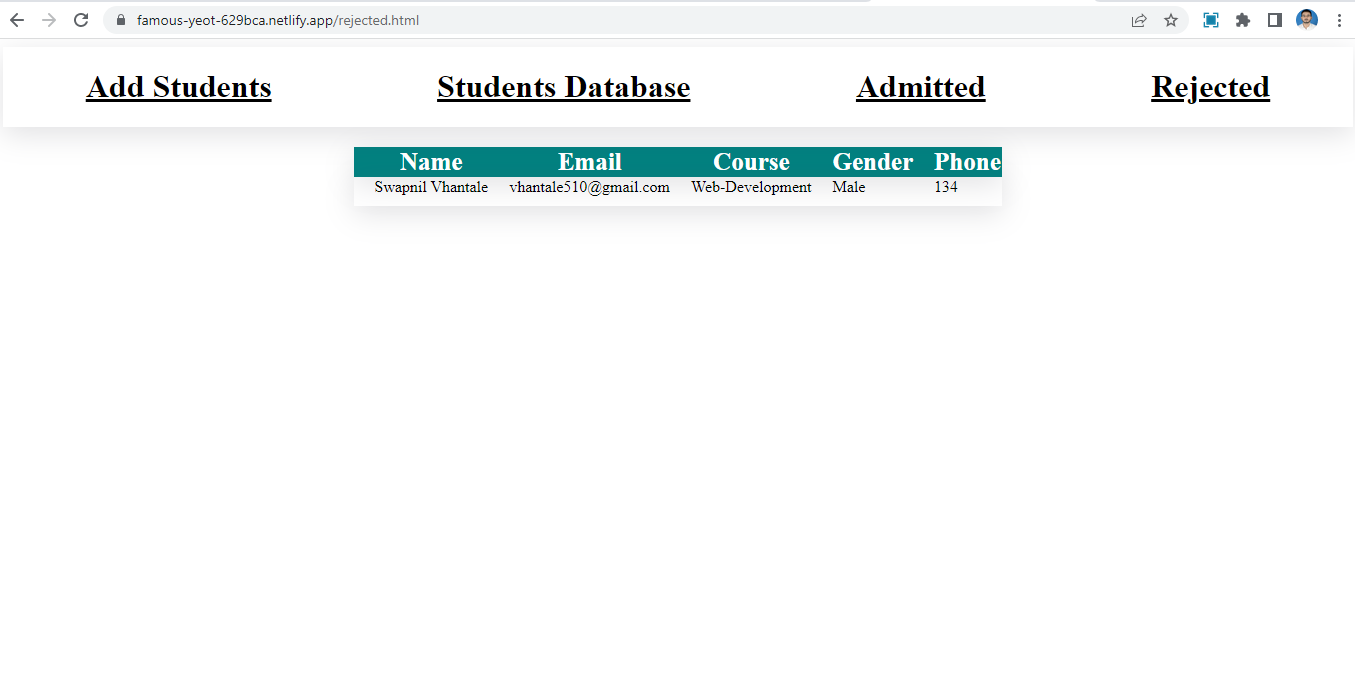 famous-yeot-629bca.netlify.app/rejected.html
Add Students Students Database Admitted Rejected
Name Email Course Gender Phone
Swapnil Vhantale vhantale510@gmail.com Web-Development Male 134